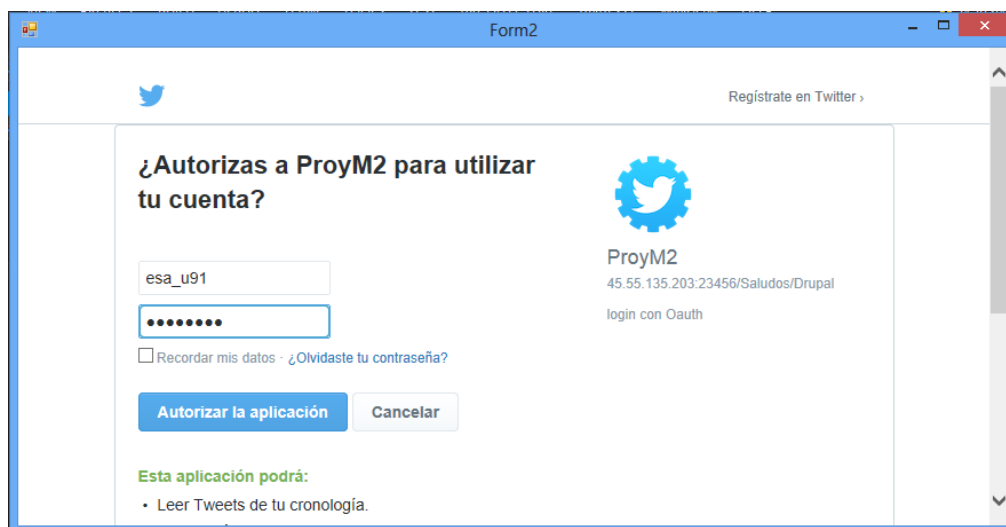 Form2
Regístrate en Twitter ›
¿Autorizas a ProyM2 para utilizar
tu cuenta?
esa_u91
••••••••
Recordar mis datos · ¿Olvidaste tu contraseña?
Autorizar la aplicación
Cancelar
ProyM2
45.55.135.203:23456/Saludos/Drupal
login con Oauth
Esta aplicación podrá:
• Leer Tweets de tu cronología.